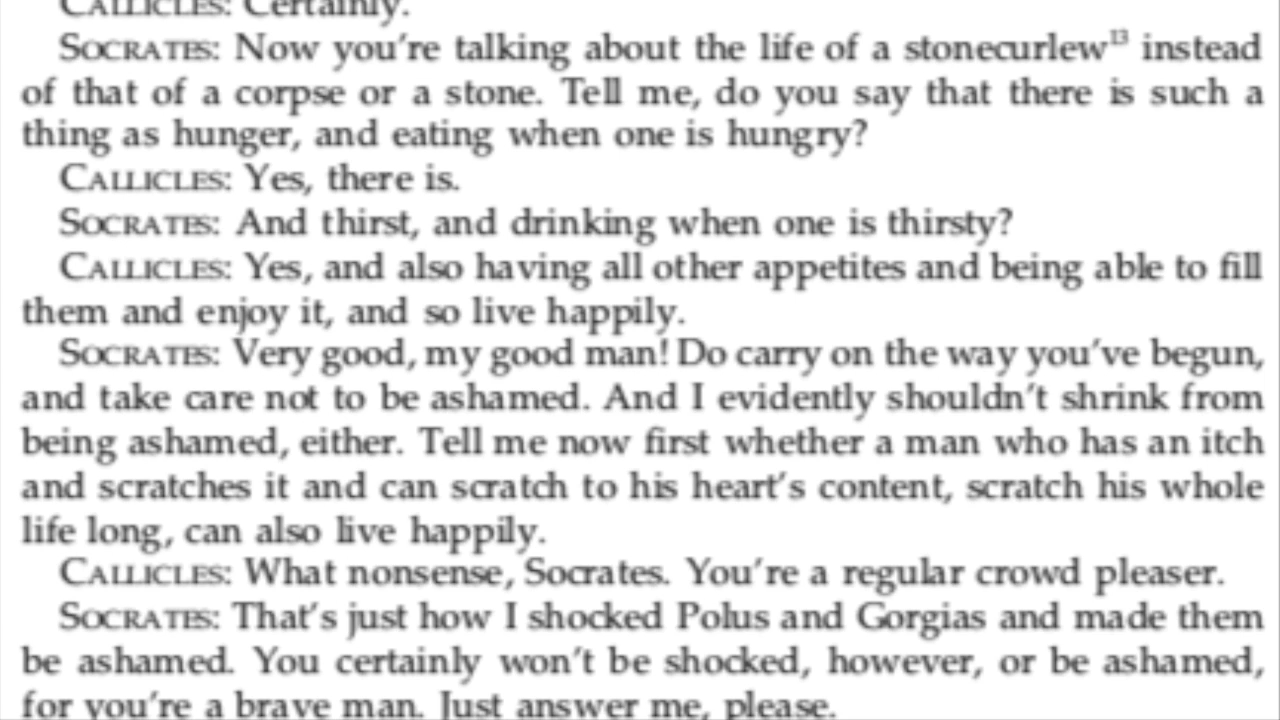 CALLICLES: Certainly.
SOCRATES: Now you're talking about the life of a stonecurlew13 instead
of that of a corpse or a stone. Tell me, do you say that there is such a
thing as hunger, and eating when one is hungry?
CALLICLES: Yes, there is.
SOCRATES: And thirst, and drinking when one is thirsty?
CALLICLES: Yes, and also having all other appetites and being able to fill
them and enjoy it, and so live happily.
SOCRATES: Very good, my good man! Do carry on the way you've begun,
and take care not to be ashamed. And I evidently shouldn't shrink from
being ashamed, either. Tell me now first whether a man who has an itch
and scratches it and can scratch to his heart's content, scratch his whole
life long, can also live happily.
CALLICLES: What nonsense, Socrates. You're a regular crowd pleaser.
SOCRATES: That's just how I shocked Polus and Gorgias and made them
be ashamed. You certainly won't be shocked, however, or be ashamed,
for you're a brave man. Just answer me, please.